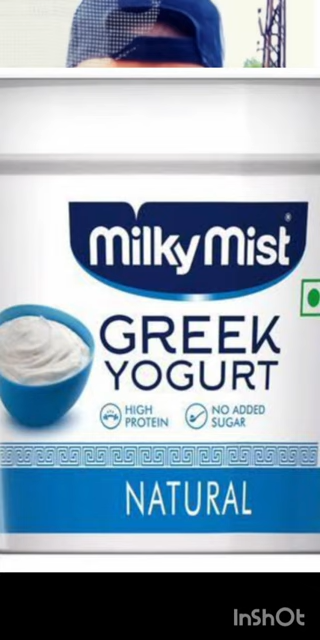 Milky Mist®
GREEK
YOGURT
HIGH
PROTEIN
NO ADDED
SUGAR
NATURAL
InShOt